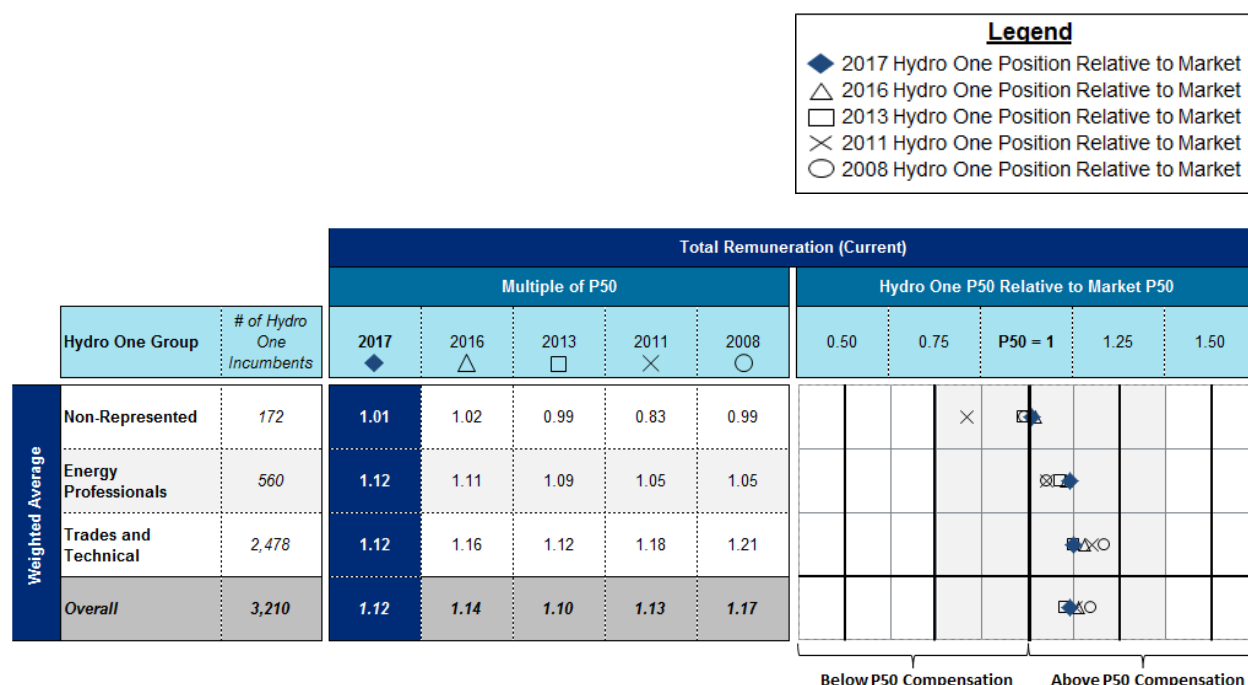 Legend
2017 Hydro One Position Relative to Market
2016 Hydro One Position Relative to Market
2013 Hydro One Position Relative to Market
2011 Hydro One Position Relative to Market
2008 Hydro One Position Relative to Market
Total Remuneration (Current)
Multiple of P50
Hydro One P50 Relative to Market P50
Hydro One Group
# of Hydro
One
Incumbents
2017
2016
2013
2011
2008
0.50
0.75
P50 = 1
1.25
1.50
Weighted Average
Non-Represented
172
1.01
1.02
0.99
0.83
0.99
Energy
Professionals
560
1.12
1.11
1.09
1.05
1.05
Trades and
Technical
2,478
1.12
1.16
1.12
1.18
1.21
Overall
3,210
1.12
1.14
1.10
1.13
1.17
Below P50 Compensation
Above P50 Compensation